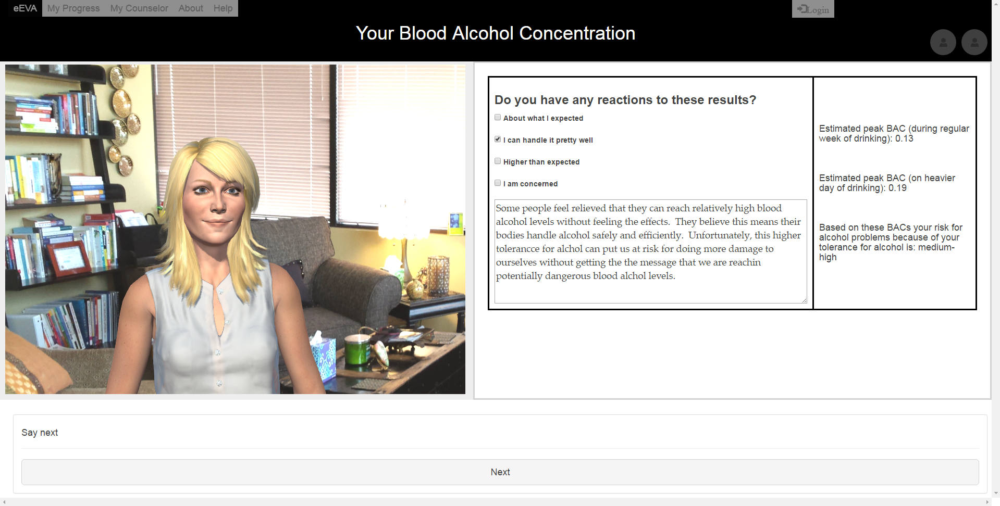 eEVA My Progress My Counselor About Help
Login
Your Blood Alcohol Concentration
Do you have any reactions to these results?
About what I expected
I can handle it pretty well
Higher than expected
I am concerned
Some people feel relieved that they can reach relatively high blood
alcohol levels without feeling the effects.  They believe this means their
bodies handle alcohol safely and efficiently.  Unfortunately, this higher
tolerancce for alchol can put us at risk for doing more damage to
ourselves without getting the the message that we are reachin
potentially dangerous blood alchol levels.
Estimated peak BAC (during regular
week of drinking): 0.13
Estimated peak BAC (on heavier
day of drinking): 0.19
Based on these BACs your risk for
alcohol problems because of your
tolerance for alcohol is: medium-
high
Say next
Next